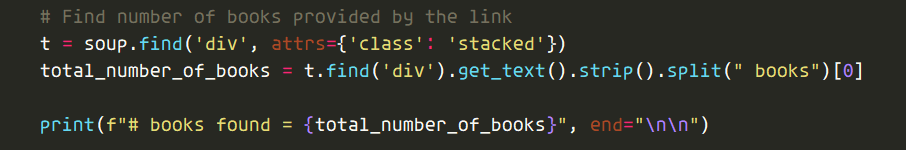 # Find number of books provided by the link
t = soup.find('div', attrs={'class': 'stacked'})
total_number_of_books = t.find('div').get_text().strip().split(" books")[0]
print(f"# books found = {total_number_of_books}", end="\n\n")